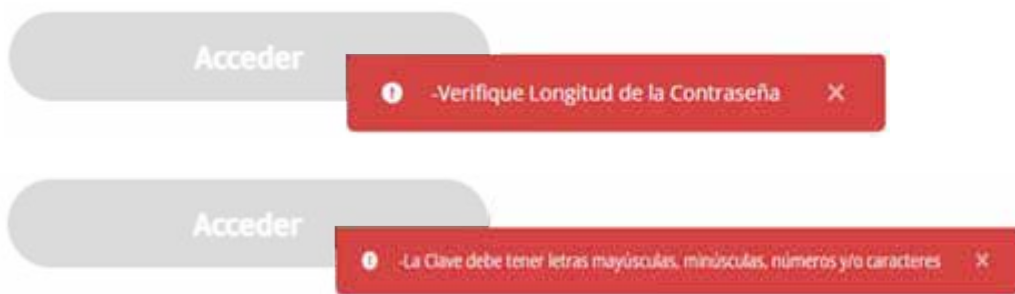 Acceder
-Verifique Longitud de la Contraseña
Acceder
-La Clave debe tener letras mayúsculas, minúsculas, números y/o caracteres